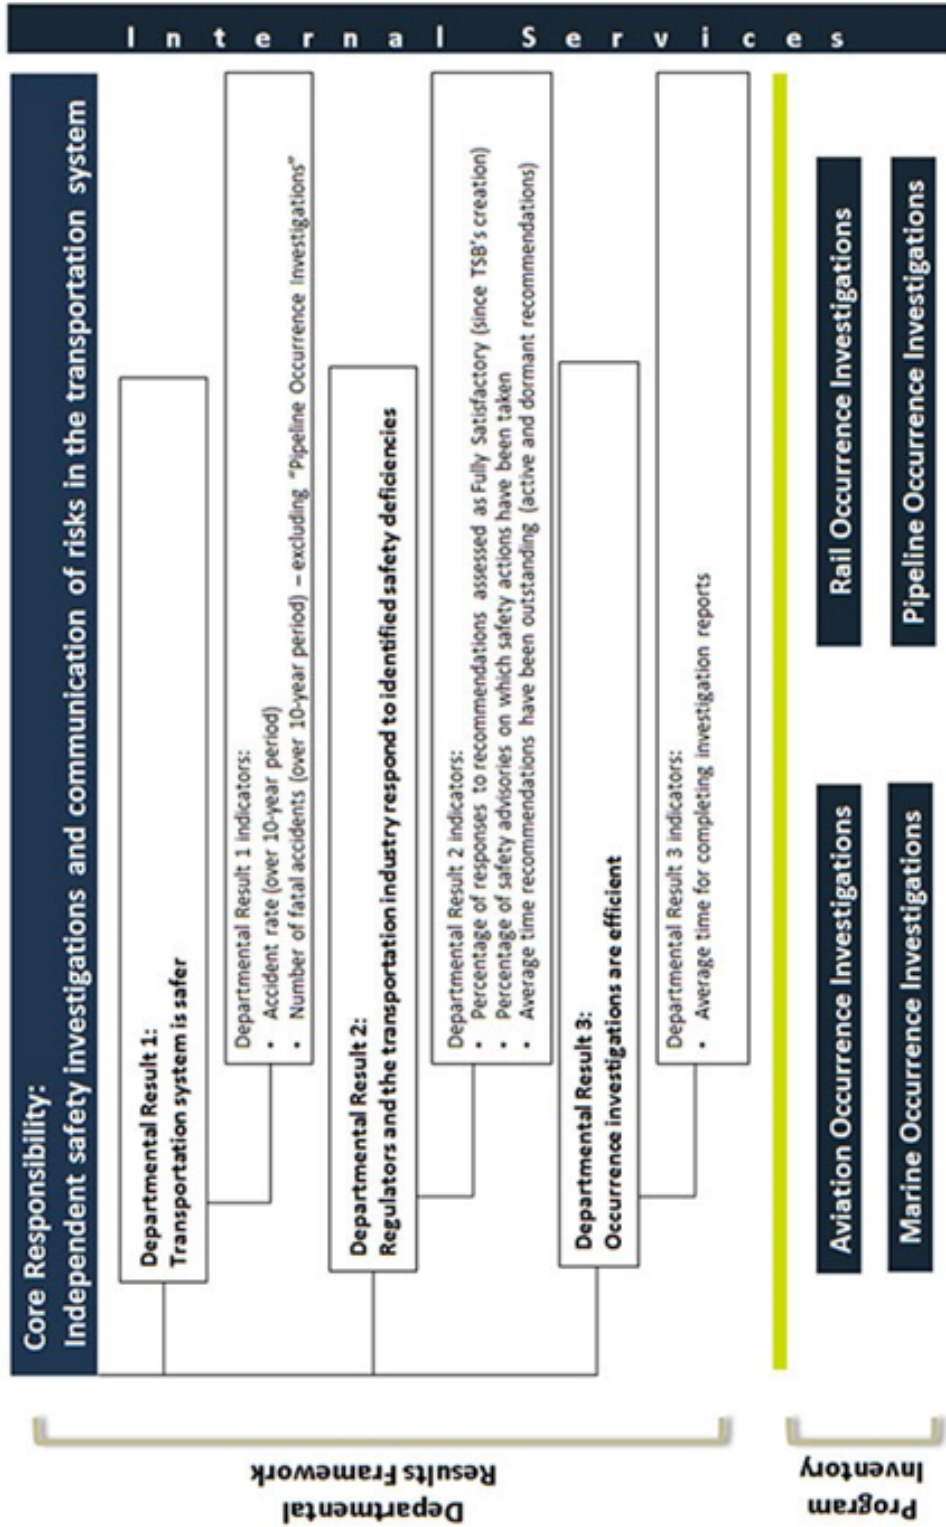 Core Responsibility:
Independent safety investigations and communication of risks in the transportation system
Departmental
Results Framework
Departmental Result 1:
Transportation system is safer
Departmental Result 1 indicators:
• Accident rate (over 10-year period)
• Number of fatal accidents (over 10-year period) – excluding "Pipeline Occurrence Investigations"
Departmental Result 2:
Regulators and the transportation industry respond to identified safety deficiencies
Departmental Result 2 indicators:
• Percentage of responses to recommendations assessed as Fully Satisfactory (since TSB's creation)
• Percentage of safety advisories on which safety actions have been taken
• Average time recommendations have been outstanding (active and dormant recommendations)
Departmental Result 3:
Occurrence investigations are efficient
Departmental Result 3 indicators:
• Average time for completing investigation reports
Program
Inventory
Aviation Occurrence Investigations
Rail Occurrence Investigations
Marine Occurrence Investigations
Pipeline Occurrence Investigations
Internal Services